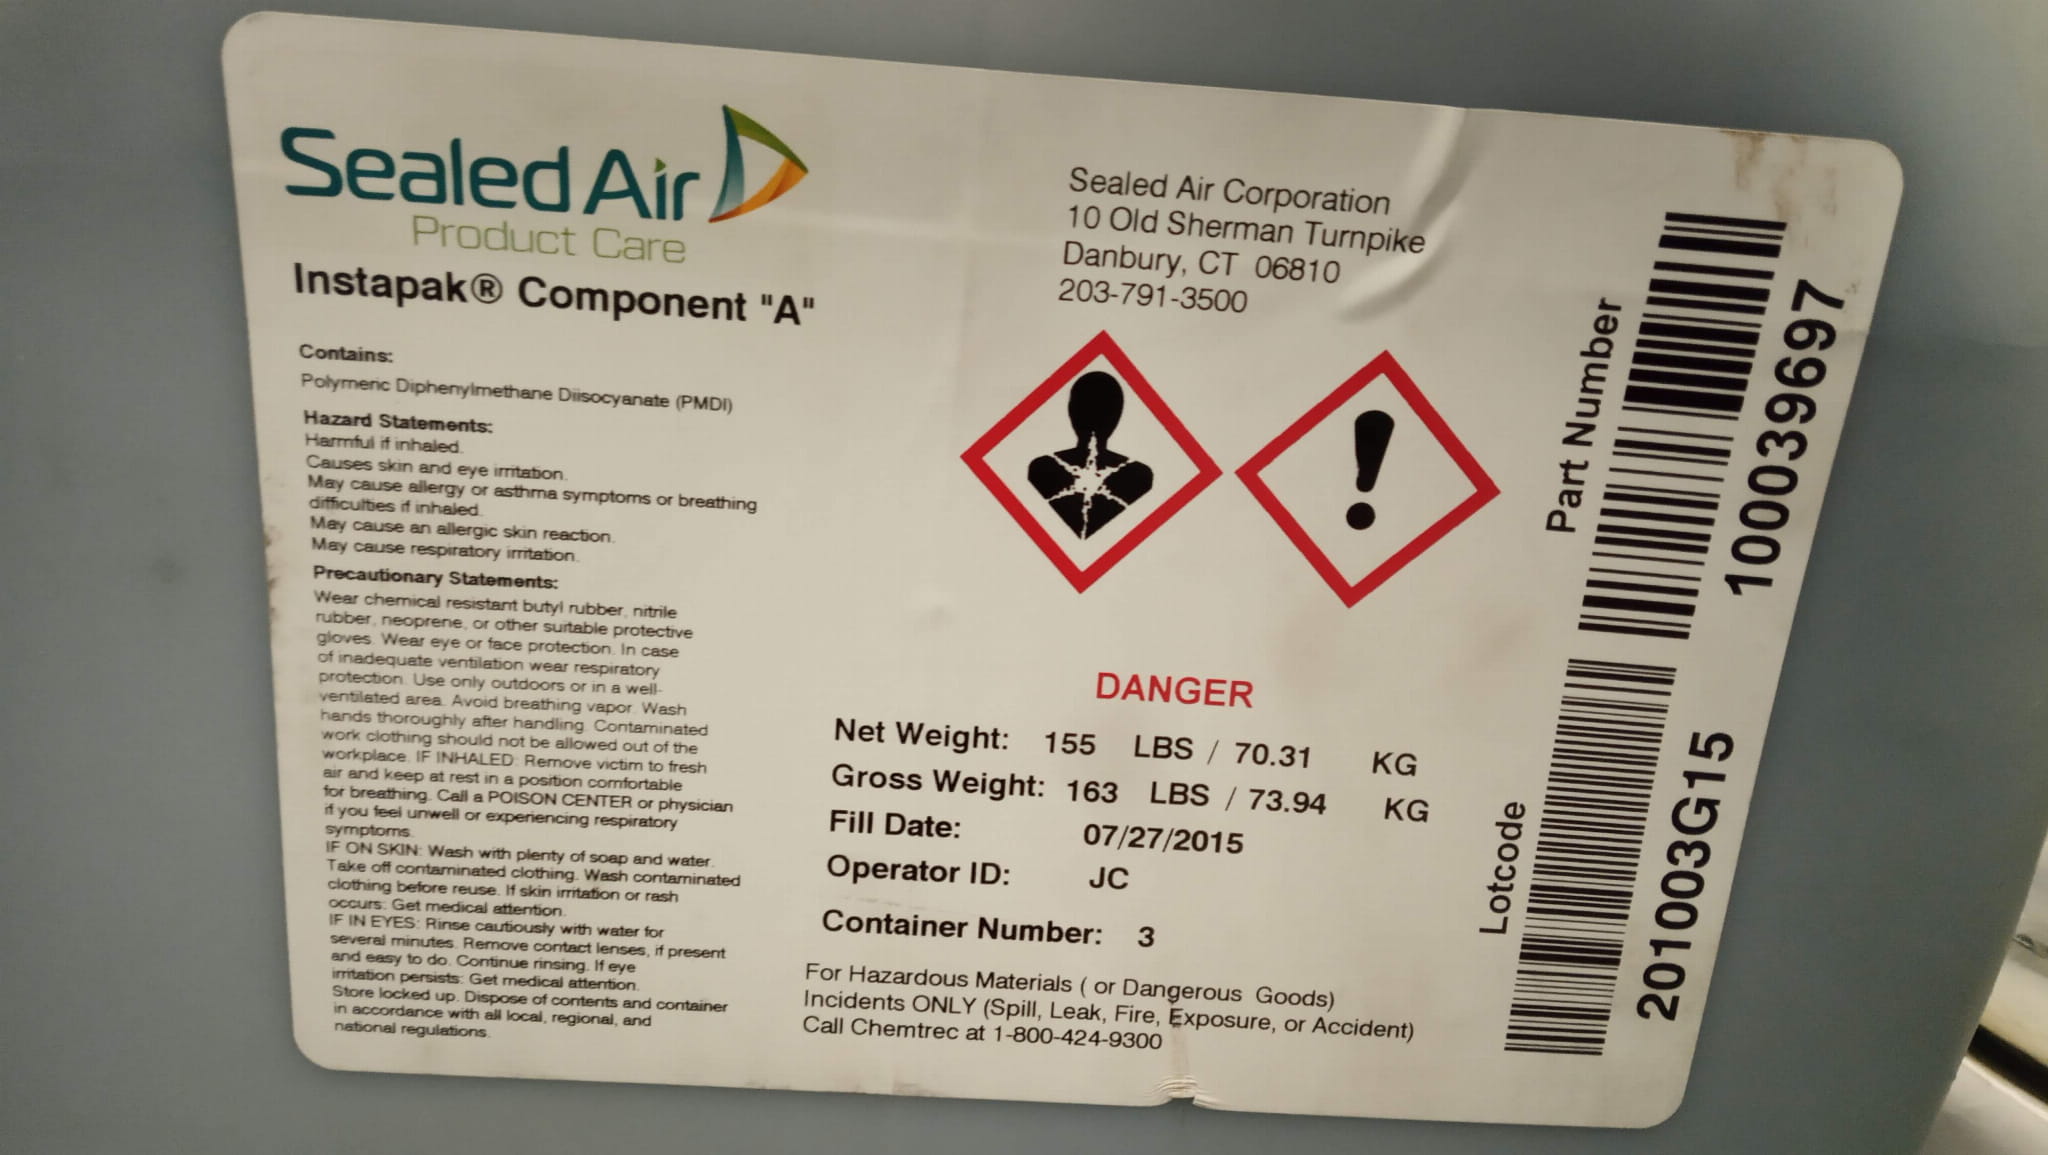 Sealed Air
Product Care
Instapak® Component "A"
Contains:
Polymeric Diphenylmethane Diisocyanate (PMDI)
Hazard Statements:
Harmful if inhaled.
Causes skin and eye irritation.
May cause allergy or asthma symptoms or breathing
difficulties if inhaled.
May cause an allergic skin reaction.
May cause respiratory irritation.
Precautionary Statements:
Wear chemical resistant butyl rubber, nitrile
rubber, neoprene, or other suitable protective
gloves. Wear eye or face protection. In case
of inadequate ventilation wear respiratory
protection. Use only outdoors or in a well-
ventilated area. Avoid breathing vapor. Wash
hands thoroughly after handling. Contaminated
work clothing should not be allowed out of the
workplace. IF INHALED: Remove victim to fresh
air and keep at rest in a position comfortable
for breathing. Call a POISON CENTER or physician
if you feel unwell or experiencing respiratory
symptoms.
IF ON SKIN: Wash with plenty of soap and water.
Take off contaminated clothing. Wash contaminated
clothing before reuse. If skin irritation or rash
occurs: Get medical attention.
IF IN EYES: Rinse cautiously with water for
several minutes. Remove contact lenses, if present
and easy to do. Continue rinsing. If eye
irritation persists: Get medical attention.
Store locked up. Dispose of contents and container
in accordance with all local, regional, and
national regulations.
Sealed Air Corporation
10 Old Sherman Turnpike
Danbury, CT 06810
203-791-3500
DANGER
Net Weight: 155 LBS / 70.31 KG
Gross Weight: 163 LBS / 73.94 KG
Fill Date: 07/27/2015
Operator ID: JC
Container Number: 3
For Hazardous Materials ( or Dangerous Goods)
Incidents ONLY (Spill, Leak, Fire, Exposure, or Accident)
Call Chemtrec at 1-800-424-9300
Part Number
100039697
Lotcode
201003G15